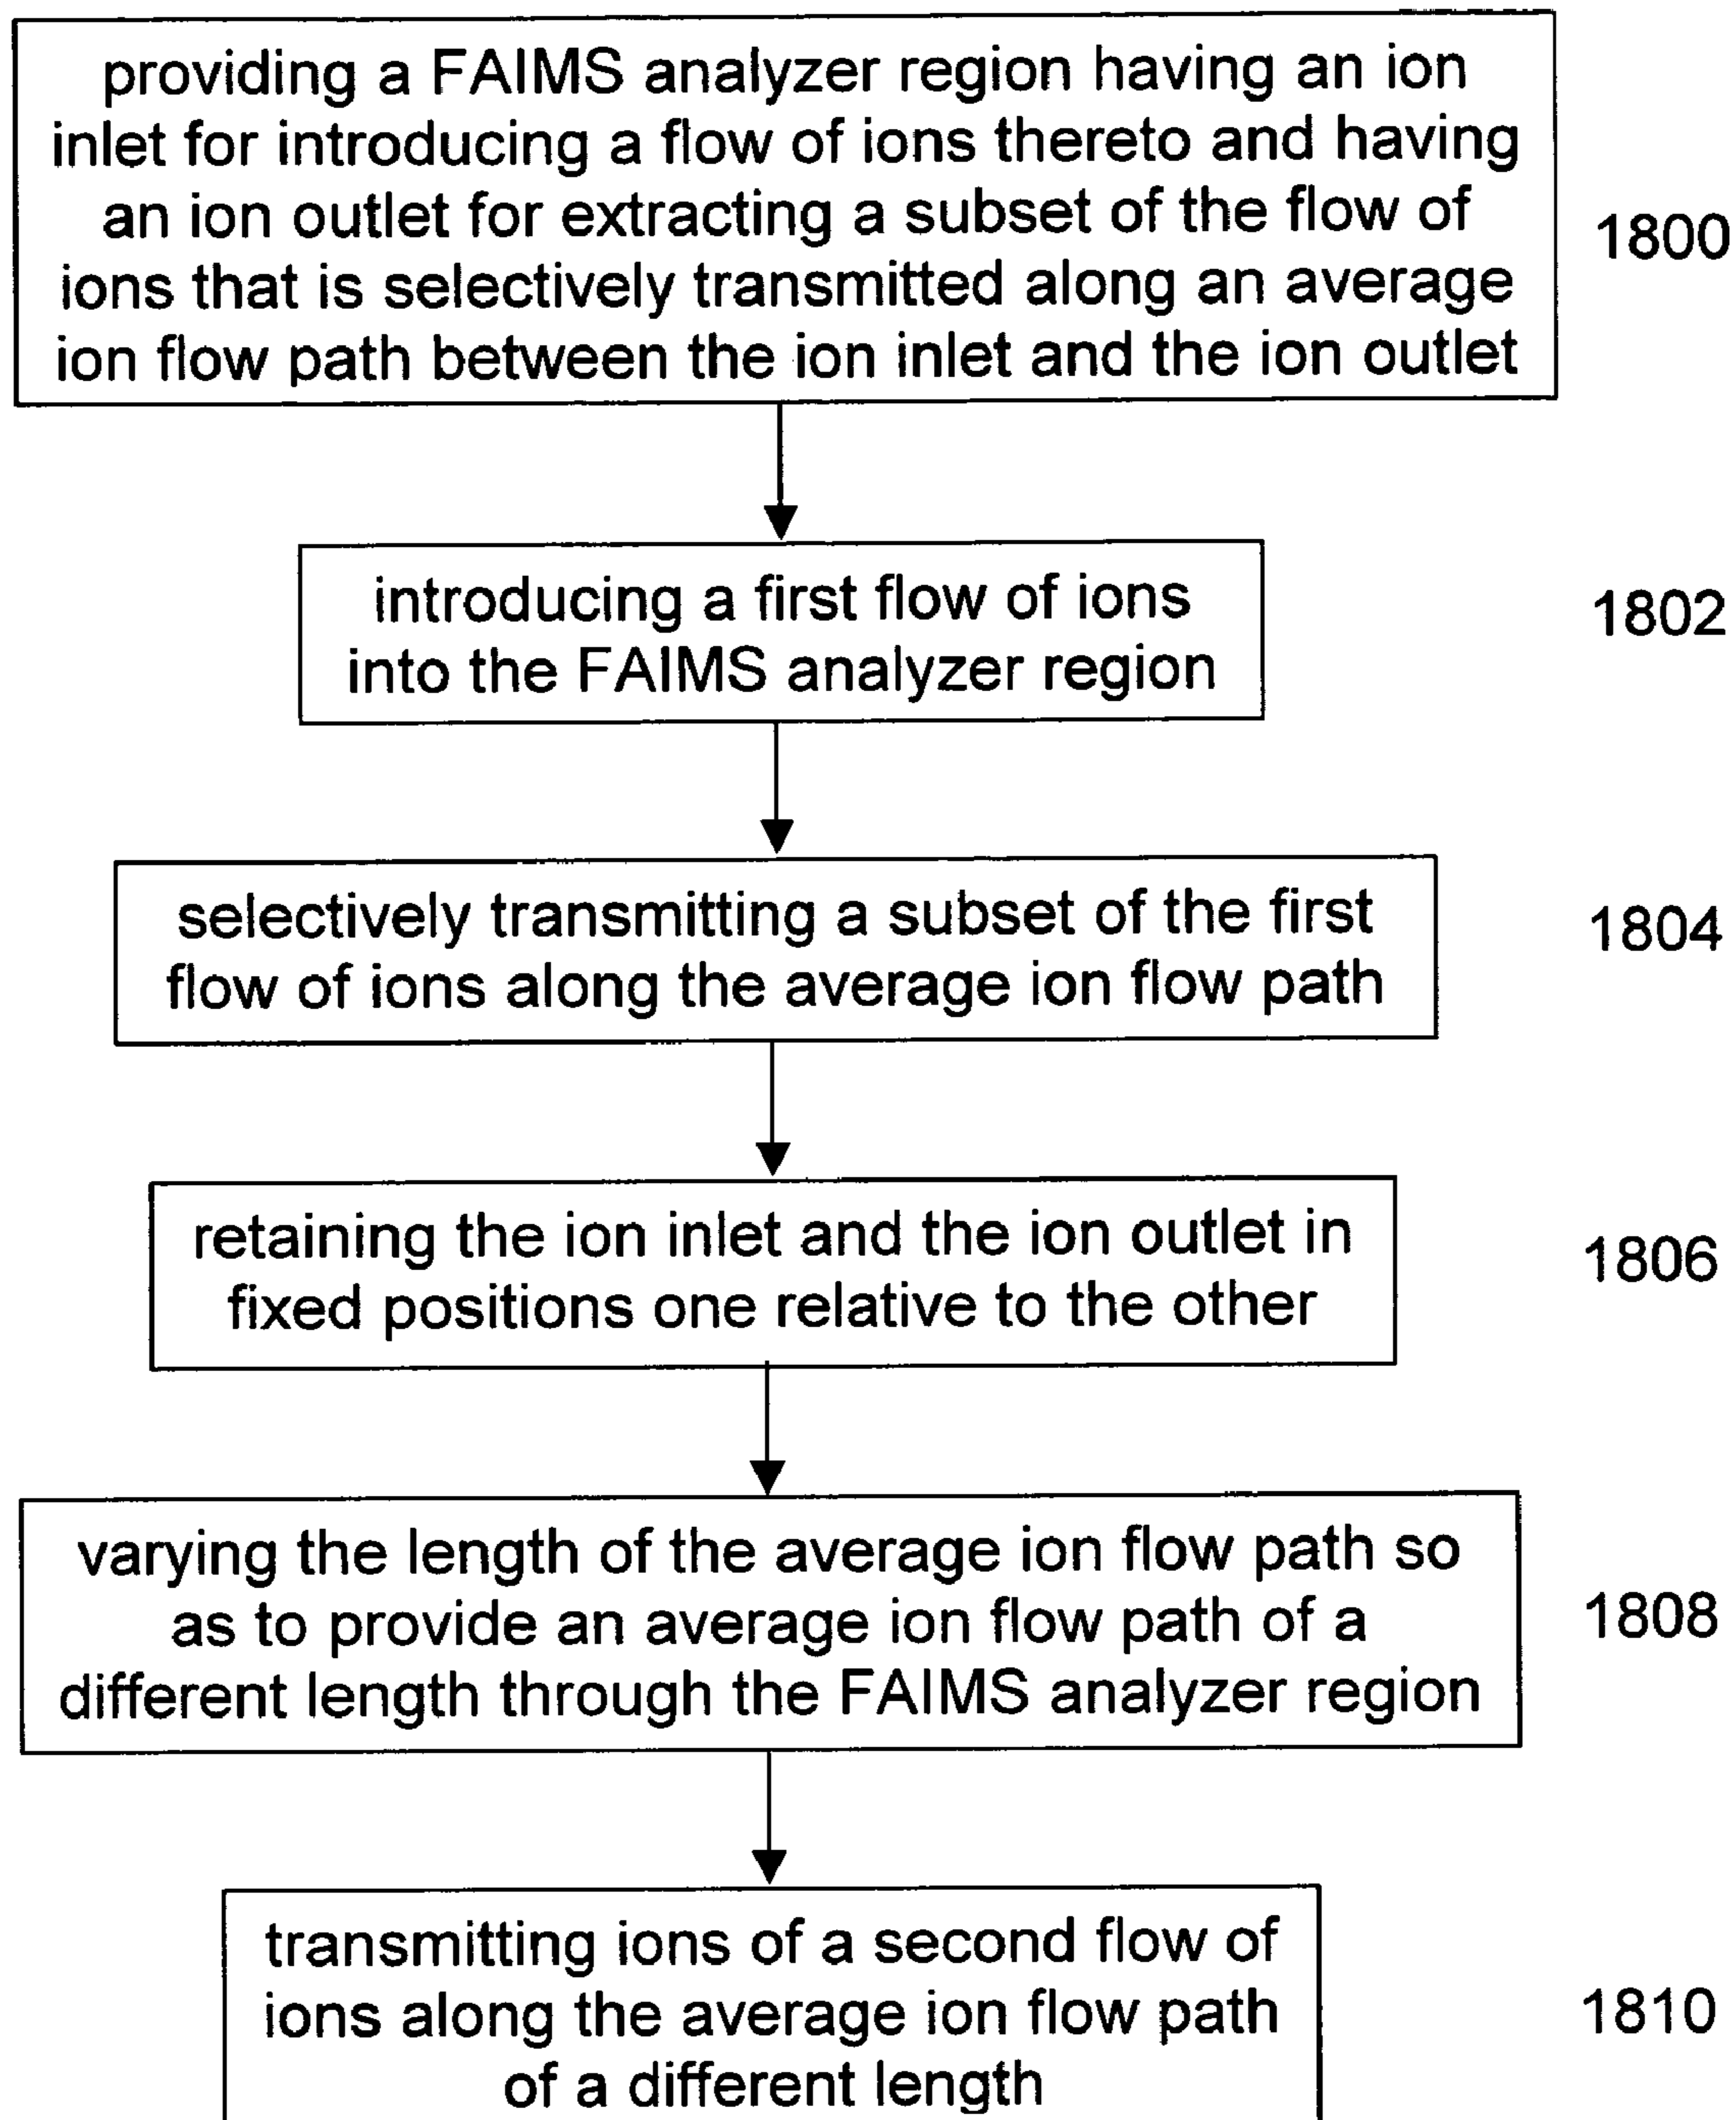 providing a FAIMS analyzer region having an ion
inlet for introducing a flow of ions thereto and having
an ion outlet for extracting a subset of the flow of
ions that is selectively transmitted along an average
ion flow path between the ion inlet and the ion outlet
1800
introducing a first flow of ions
into the FAIMS analyzer region
1802
selectively transmitting a subset of the first
flow of ions along the average ion flow path
1804
retaining the ion inlet and the ion outlet in
fixed positions one relative to the other
1806
varying the length of the average ion flow path so
as to provide an average ion flow path of a
different length through the FAIMS analyzer region
1808
transmitting ions of a second flow of
ions along the average ion flow path
of a different length
1810